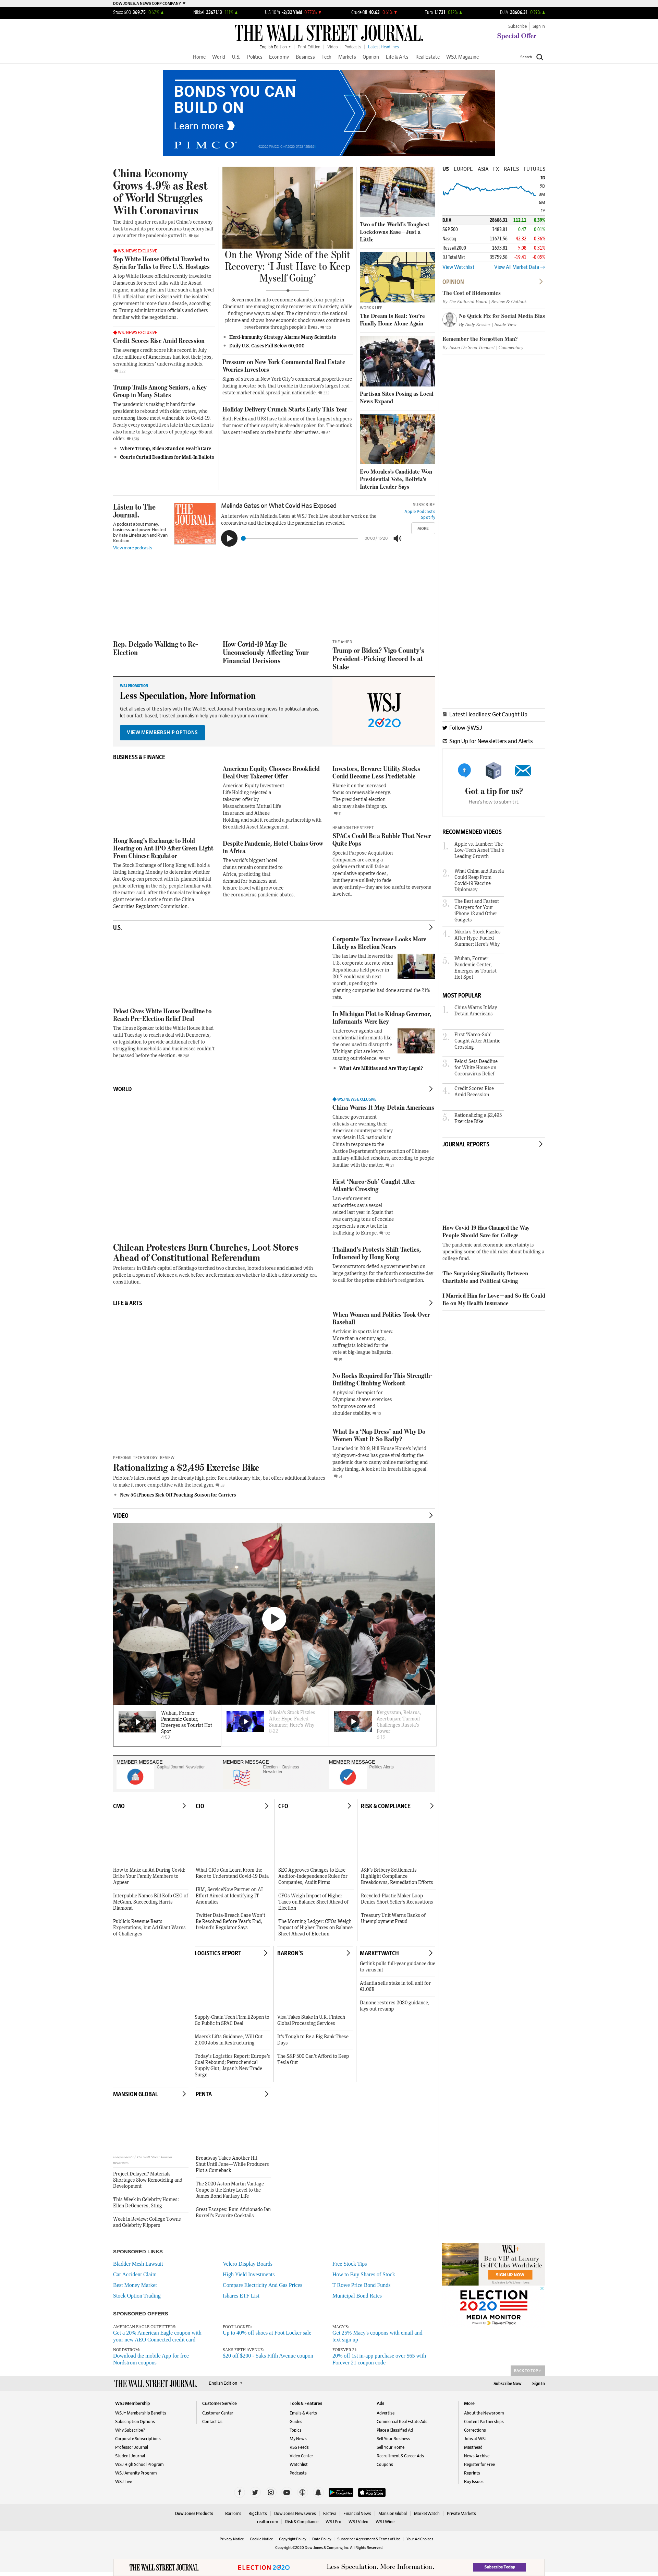 DOW JONES, A NEWS CORP COMPANY
Stoxx 600 369.75 0.62% ▲
Nikkei 23671.13 1.11% ▲
U.S. 10 Yr -2/32 Yield
Crude Oil 40.63
Euro 1.1731
DJIA 28606.31 0.39% ▲
THE WALL STREET JOURNAL.
Subscribe | Sign In
Special Offer
English Edition | Print Edition | Video | Podcasts | Latest Headlines
Home World U.S. Politics Economy Business Tech Markets Opinion Life & Arts Real Estate WSJ. Magazine
Search
BONDS YOU CAN
BUILD ON
Learn more
PIMCO
China Economy
Grows 4.9% as Rest
of World Struggles
With Coronavirus
The third-quarter results put China's economy
back toward its pre-coronavirus trajectory half
a year after the pandemic gutted it.
WSJ NEWS EXCLUSIVE
Top White House Official Traveled to
Syria for Talks to Free U.S. Hostages
A top White House official recently traveled to
Damascus for secret talks with the Assad
regime, marking the first time such a high-level
U.S. official has met in Syria with the isolated
government in more than a decade, according
to Trump administration officials and others
familiar with the negotiations.
WSJ NEWS EXCLUSIVE
Credit Scores Rise Amid Recession
The average credit score hit a record in July
after millions of Americans had lost their jobs,
scrambling lenders' underwriting models.
Trump Trails Among Seniors, a Key
Group in Many States
The pandemic is making it hard for the
president to rebound with older voters, who
are among those most vulnerable to Covid-19.
Nearly every competitive state in the election is
also home to large shares of people age 65 and
older.
Where Trump, Biden Stand on Health Care
Courts Curtail Deadlines for Mail-In Ballots
On the Wrong Side of the Split
Recovery: 'I Just Have to Keep
Myself Going'
Seven months into economic calamity, four people in
Cleveland, which has long struggled with economic mobility,
are trying to find new footing, while the improving national
picture means and shows how economic crises continue to
reverberate through people's lives.
Herd-Immunity Strategy Alarms Many Scientists
Daily U.S. Cases Fall Below 60,000
Pressure on New York Commercial Real Estate
Worries Investors
Signs of stress in New York City's commercial properties are
fueling investor bets that trouble in the nation's largest real-
estate market could spread pain nationwide.
Holiday Delivery Crunch Starts Early This Year
Both FedEx and UPS have told some of their largest shippers
that most of their capacity is already spoken for. The outlook
has sent retailers on the hunt for alternatives.
Two of the World's Toughest
Lockdowns Ease—Just a
Little
WORK & LIFE
The Dream Is Real: You're
Finally Home Alone Again
Partisan Sites Posing as Local
News Expand
Evo Morales's Candidate Won
Presidential Vote, Bolivia's
Interim Leader Says
US EUROPE ASIA FX RATES FUTURES
1D
5D
3M
6M
1Y
DJIA 28606.31 112.11 0.39%
S&P 500 3483.81 0.47 0.01%
Nasdaq 11671.56 -42.32 -0.36%
Russell 2000 1633.81 -5.08 -0.31%
DJ Total Mkt 35759.58 -19.41 -0.05%
View Watchlist
View All Market Data
OPINION
The Cost of Bidenomics
By The Editorial Board | Review & Outlook
No Quick Fix for Social Media Bias
By Andy Kessler | Inside View
Remember the Forgotten Man?
By Jason De Sena Trennert | Commentary
Listen to The
Journal.
A podcast about money,
business and power. Hosted
by Kate Linebaugh and Ryan
Knutson.
View more podcasts
THE
JOURNAL.
Melinda Gates on What Covid Has Exposed
An interview with Melinda Gates at WSJ Tech Live about her work on the
coronavirus and the inequities the pandemic has revealed.
SUBSCRIBE
Apple Podcasts
Spotify
MORE
Rep. Delgado Walking to Re-
Election
How Covid-19 May Be
Unconsciously Affecting Your
Financial Decisions
THE A-HED
Trump or Biden? Vigo County's
President-Picking Record Is at
Stake
WSJ PROMOTION
Less Speculation, More Information
Get all sides of the story with The Wall Street Journal. From breaking news to political analysis,
let our fact-based, trusted journalism help you make your own mind.
VIEW MEMBERSHIP OPTIONS
WSJ
2020
Latest Headlines: Get Caught Up
Follow @WSJ
Sign Up for Newsletters and Alerts
Got a tip for us?
Here's how to submit it
BUSINESS & FINANCE
Hong Kong's Exchange to Hold
Hearing on Ant IPO After Green Light
From Chinese Regulator
The Stock Exchange of Hong Kong will hold a
listing hearing Monday to determine whether
Ant Group can proceed with its planned initial
public offering in the city, people familiar with
the matter said, after the financial-technology
giant received a notice from the China
Securities Regulatory Commission.
American Equity Chooses Brookfield
Deal Over Takeover Offer
American Equity Investment
Life Holding rejected a
takeover offer by
Massachusetts Mutual Life
Insurance and Athene
Holding and said it reached a partnership with
Brookfield Asset Management.
Despite Pandemic, Hotel Chains Grow
in Africa
The world's biggest hotel
chains remain committed to
Africa, predicting that
demand for business and
leisure travel will grow once
the coronavirus pandemic abates.
Investors, Beware: Utility Stocks
Could Become Less Predictable
Blame it on the increased
focus on renewable energy.
The presidential election
also may shake things up.
HEARD ON THE STREET
SPACs Could Be a Bubble That Never
Quite Pops
Special Purpose Acquisition
Companies are seeing a
golden era that will fade as
speculative appetite does,
but they are unlikely to fade
away entirely—they are too useful to everyone
involved.
RECOMMENDED VIDEOS
1. Apple vs. Lumber: The
Low-Tech Asset That's
Leading Growth
2. What China and Russia
Could Reap From
Covid-19 Vaccine
Diplomacy
3. The Best and Fastest
Chargers for Your
iPhone 12 and Other
Gadgets
4. Nikola's Stock Fizzles
After Hype-Fueled
Summer: Here's Why
5. Wuhan, Former
Pandemic Center,
Emerges as Tourist
Hot Spot
MOST POPULAR
1. China Warns It May
Detain Americans
2. First 'Narco-Sub'
Caught After Atlantic
Crossing
3. Pelosi Sets Deadline
for White House on
Coronavirus Relief
4. Credit Scores Rise
Amid Recession
5. Rationalizing a $2,495
Exercise Bike
U.S.
Pelosi Gives White House Deadline to
Reach Pre-Election Relief Deal
The House Speaker told the White House it had
until Tuesday to reach a deal with Democrats,
or legislation to provide additional relief to
struggling households and businesses couldn't
be passed before the election.
Corporate Tax Increase Looks More
Likely as Election Nears
The tax law that lowered the
U.S. corporate tax rate when
Republicans held power in
2017 could vanish next
month, upending the
planning companies had done around the 21%
rate.
In Michigan Plot to Kidnap Governor,
Informants Were Key
Undercover agents and
confidential informants like
the ones used to disrupt the
Michigan plot are key to
success out violence.
What Are Militias and Are They Legal?
JOURNAL REPORTS
How Covid-19 Has Changed the Way
People Should Save for College
The pandemic and economic uncertainty is
upending some of the old rules about building a
college fund.
The Surprising Similarity Between
Charitable and Political Giving
I Married Him for Love—and So He Could
Be on My Health Insurance
WORLD
Chilean Protesters Burn Churches, Loot Stores
Ahead of Constitutional Referendum
Protesters in Chile's capital of Santiago torched two churches, looted stores and clashed with
police in a spasm of violence a week before a referendum on whether to ditch a dictatorship-era
constitution.
WSJ NEWS EXCLUSIVE
China Warns It May Detain Americans
Chinese government
officials are warning their
American counterparts they
may detain U.S. nationals in
China in response to the
Justice Department's prosecution of Chinese
military-affiliated scholars, according to people
familiar with the matter.
First 'Narco-Sub' Caught After
Atlantic Crossing
Law-enforcement
authorities say a vessel
seized last year in Spain that
was carrying tons of cocaine
represents a new tactic in
trafficking to Europe.
Thailand's Protests Shift Tactics,
Influenced by Hong Kong
Demonstrators defied a government ban on
large gatherings for the fourth consecutive day
to call for the prime minister's resignation.
LIFE & ARTS
PERSONAL TECHNOLOGY | REVIEW
Rationalizing a $2,495 Exercise Bike
Peloton's latest model ups the already high price for a stationary bike, but offers additional features
to make it more competitive with the local gym.
New 5G iPhones Kick Off Pouching Season for Carriers
When Women and Politics Took Over
Baseball
Activism in sports isn't new.
More than a century ago,
suffragists lobbied for the
vote at big-league ballparks.
No Rocks Required for This Strength-
Building Climbing Workout
A physical therapist for
Olympians shares exercises
to improve core and
shoulder stability.
What Is a 'Nap Dress' and Why Do
Women Want It So Badly?
Launched in 2019, Hill House Home's hybrid
nightgown-dress has gone viral during the
pandemic due to canny online marketing and
lucky timing. A look at its irresistible appeal.
VIDEO
Wuhan, Former
Pandemic Center,
Emerges as Tourist Hot
Spot
4:52
Nikola's Stock Fizzles
After Hype-Fueled
Summer; Here's Why
Kyrgyzstan, Belarus,
Azerbaijan: Turmoil
Challenges Russia's
Power
MEMBER MESSAGE
Capital Journal Newsletter
MEMBER MESSAGE
Election + Business
Newsletter
MEMBER MESSAGE
Politics Alerts
CMO
How to Make an Ad During Covid:
Bribe Your Family Members to
Appear
Interpublic Names Bill Kolb CEO of
McCann, Succeeding Harris
Diamond
Publicis Revenue Beats
Expectations, but Ad Giant Warns
of Challenges
CIO
What CIOs Can Learn From the
Race to Understand Covid-19 Data
IBM, ServiceNow Partner on AI
Effort Aimed at Identifying IT
Anomalies
Twitter Data-Breach Case Won't
Be Resolved Before Year's End,
Ireland's Regulator Says
CFO
SEC Approves Changes to Ease
Auditor-Independence Rules for
Companies, Audit Firms
CFOs Weigh Impact of Higher
Taxes on Balance Sheet Ahead of
Election
The Morning Ledger: CFOs Weigh
Impact of Higher Taxes on Balance
Sheet Ahead of Election
RISK & COMPLIANCE
J&F's Bribery Settlements
Highlight Compliance
Breakdowns, Remediation Efforts
Recycled-Plastic Maker Loop
Denies Short Seller's Accusations
Treasury Unit Warns Banks of
Unemployment Fraud
LOGISTICS REPORT
Supply-Chain Tech Firm E2open to
Go Public in SPAC Deal
Maersk Lifts Guidance, Will Cut
2,000 Jobs in Restructuring
Today's Logistics Report: Europe's
Coal Rebound; Petrochemical
Supply Glut; Japan's New Trade
Surge
BARRON'S
Visa Takes Stake in U.K. Fintech
Global Processing Services
It's Tough to Be a Big Bank These
Days
The S&P 500 Can't Afford to Keep
Tesla Out
MARKETWATCH
Getlink pulls full-year guidance due
to virus hit
Atlantia sells stake in toll unit for
€1.06B
Danone restores 2020 guidance,
lays out revamp
MANSION GLOBAL
Project Delayed? Materials
Shortages Slow Remodeling and
Development
This Week in Celebrity Homes:
Ellen DeGeneres, Sting
Week in Review: College Towns
and Celebrity Flippers
PENTA
Broadway Takes Another Hit—
Shut Until June—While Producers
Plot a Comeback
The 2020 Aston Martin Vantage
Coupe is the Entry Level to the
James Bond Fantasy Life
Great Escapes: Rum Aficionado Ian
Burrell's Favorite Cocktails
SPONSORED LINKS
Bladder Mesh Lawsuit
Velcro Display Boards
Free Stock Tips
Car Accident Claim
High Yield Investments
How to Buy Shares of Stock
Best Money Market
Compare Electricity And Gas Prices
T Rowe Price Bond Funds
Stock Option Trading
Ishares ETF List
Municipal Bond Rates
SPONSORED OFFERS
AMERICAN EAGLE OUTFITTERS:
Get a 20% American Eagle coupon with
your new AEO Connected credit card
FOOT LOCKER:
Up to 40% off shoes at Foot Locker sale
MACY'S:
Get 25% Macy's coupons with email and
text sign up
NORDSTROM:
Download the mobile App for free
Nordstrom coupons
SAKS FIFTH AVENUE:
$20 off $200 - Saks Fifth Avenue coupon
FOREVER 21:
20% off 1st in-app purchase over $65 with
Forever 21 coupon code
WSJ+
Be a VIP at Luxury
Golf Clubs Worldwide
SIGN UP NOW
ELECTION
2020
MEDIA MONITOR
BACK TO TOP
THE WALL STREET JOURNAL.
English Edition
Subscribe Now
Sign In
WSJ Membership
WSJ+ Membership Benefits
Subscription Options
Why Subscribe?
Corporate Subscriptions
Professor Journal
Student Journal
WSJ High School Program
WSJ Amenity Program
WSJ Live
Customer Service
Customer Center
Contact Us
Tools & Features
Emails & Alerts
Guides
Topics
My News
RSS Feeds
Video Center
Watchlist
Podcasts
Ads
Advertise
Commercial Real Estate Ads
Place a Classified Ad
Sell Your Business
Sell Your Home
Recruitment & Career Ads
Coupons
More
About the Newsroom
Content Partnerships
Corrections
Jobs at WSJ
Masthead
News Archive
Register for Free
Reprints
Buy Issues
Google Play
App Store
Dow Jones Products
Barron's BigCharts Dow Jones Newswires Factiva Financial News Mansion Global MarketWatch Private Markets
realtor.com Risk & Compliance WSJ Pro WSJ Video WSJ Wine
Privacy Notice Cookie Notice Copyright Policy Data Policy Subscriber Agreement & Terms of Use Your Ad Choices
Copyright ©2020 Dow Jones & Company, Inc. All Rights Reserved.
THE WALL STREET JOURNAL.
ELECTION 2020
Less Speculation. More Information.
Subscribe Today